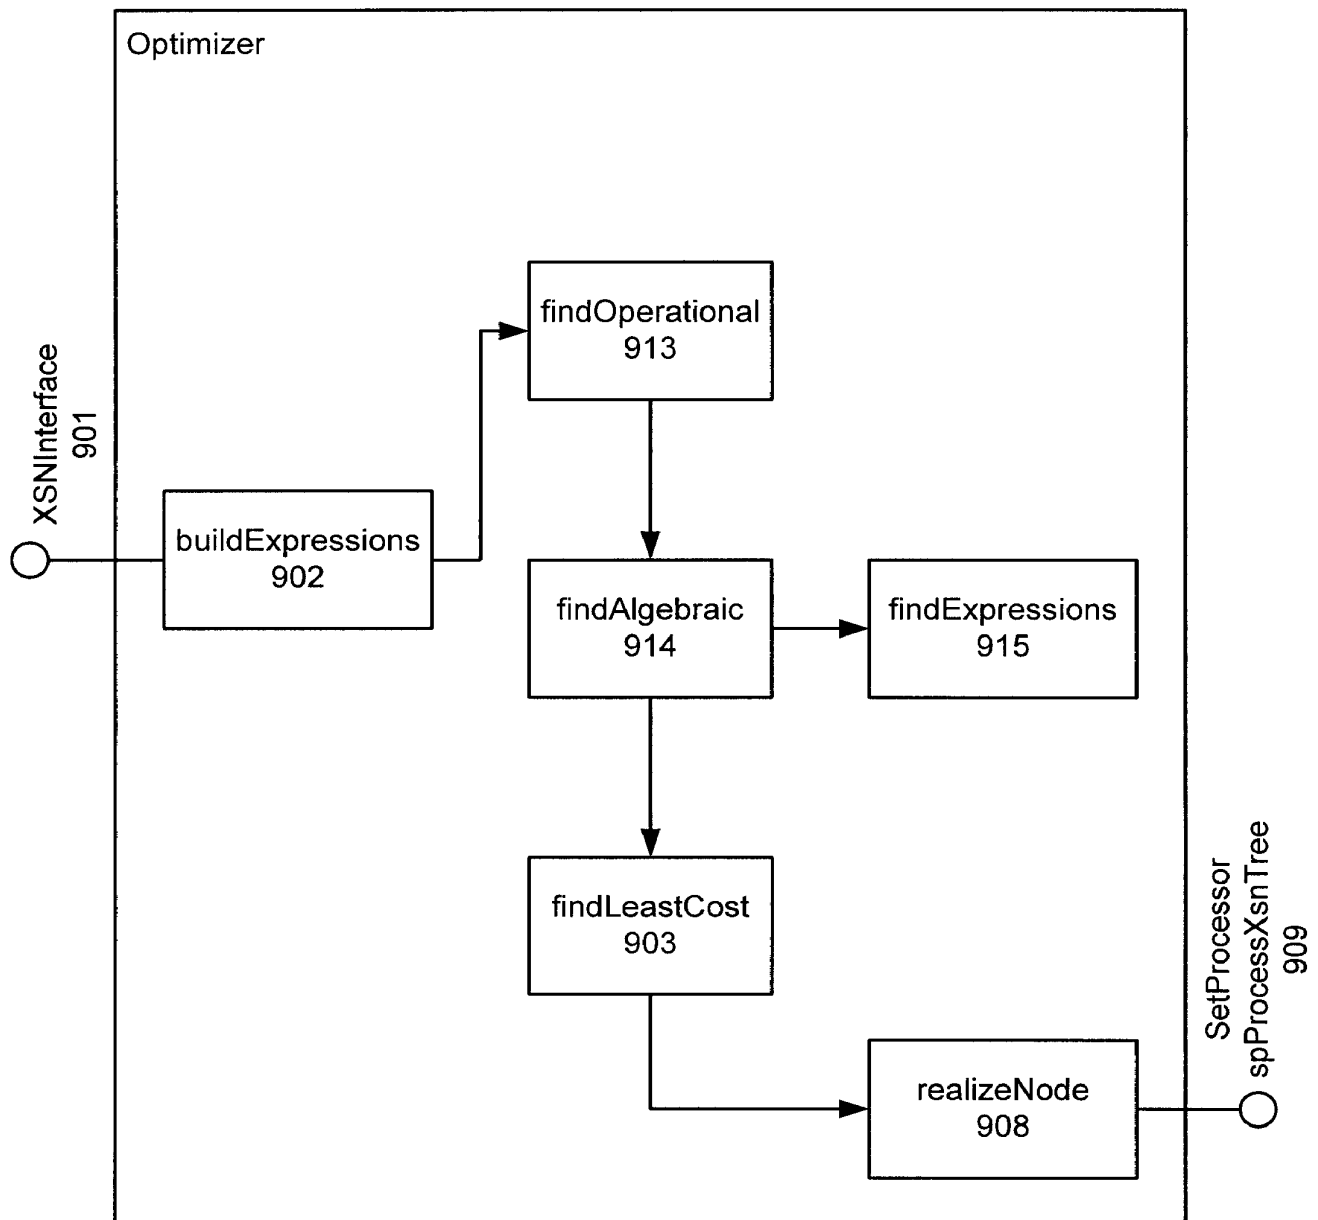 Optimizer
findOperational
913
XSNInterface
901
buildExpressions
902
findAlgebraic
914
findExpressions
915
findLeastCost
903
SetProcessor
spProcessXsnTree
909
realizeNode
908